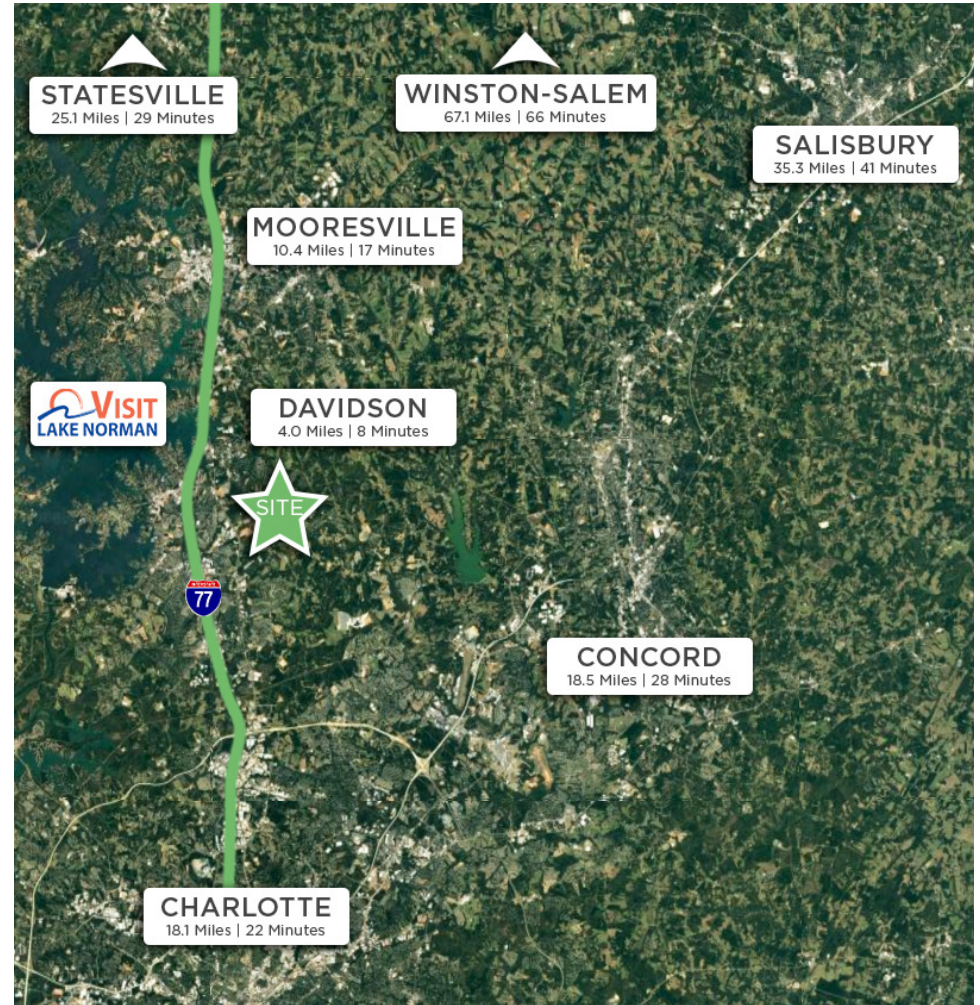 STATESVILLE
25.1 Miles | 29 Minutes
WINSTON-SALEM
67.1 Miles | 66 Minutes
SALISBURY
35.3 Miles | 41 Minutes
MOORESVILLE
10.4 Miles | 17 Minutes
VISIT
LAKE NORMAN
DAVIDSON
4.0 Miles | 8 Minutes
SITE
INTERSTATE
77
CONCORD
18.5 Miles | 28 Minutes
CHARLOTTE
18.1 Miles | 22 Minutes